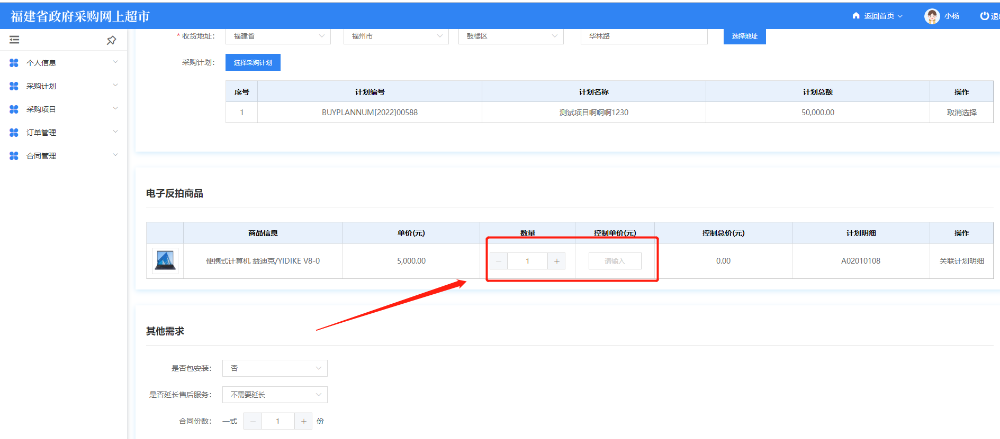 福建省政府采购网上超市
返回首页
小杨
个人信息
采购计划
采购项目
订单管理
合同管理
* 收货地址： 福建省 福州市 鼓楼区 华林路 选择地址
采购计划： 选择采购计划
序号 计划编号 计划名称 计划总额 操作
1 BUYPLANNUM[2022]00588 测试项目啊啊啊1230 50,000.00 取消选择
电子反拍商品
商品信息 单价(元) 数量 控制单价(元) 控制总价(元) 计划明细 操作
便携式计算机 益迪克/YIDIKE V8-0 5,000.00 － 1 + 请输入 0.00 A02010108 关联计划明细
其他需求
是否包安装： 否
是否延长售后服务： 不需要延长
合同份数： 一式 － 1 + 份